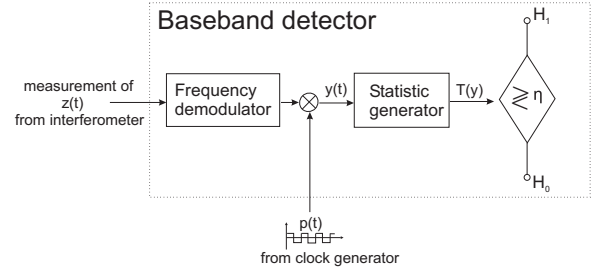 Baseband detector
H1
measurement of
z(t)
from interferometer
Frequency
demodulator
y(t)
Statistic
generator
T(y)
≷ η
H0
p(t)
from clock generator